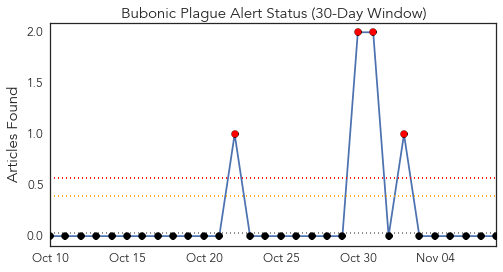 Bubonic Plague Alert Status (30-Day Window)
Articles Found
2.0
1.5
1.0
0.5
0.0
Oct 10
Oct 15
Oct 20
Oct 25
Oct 30
Nov 04